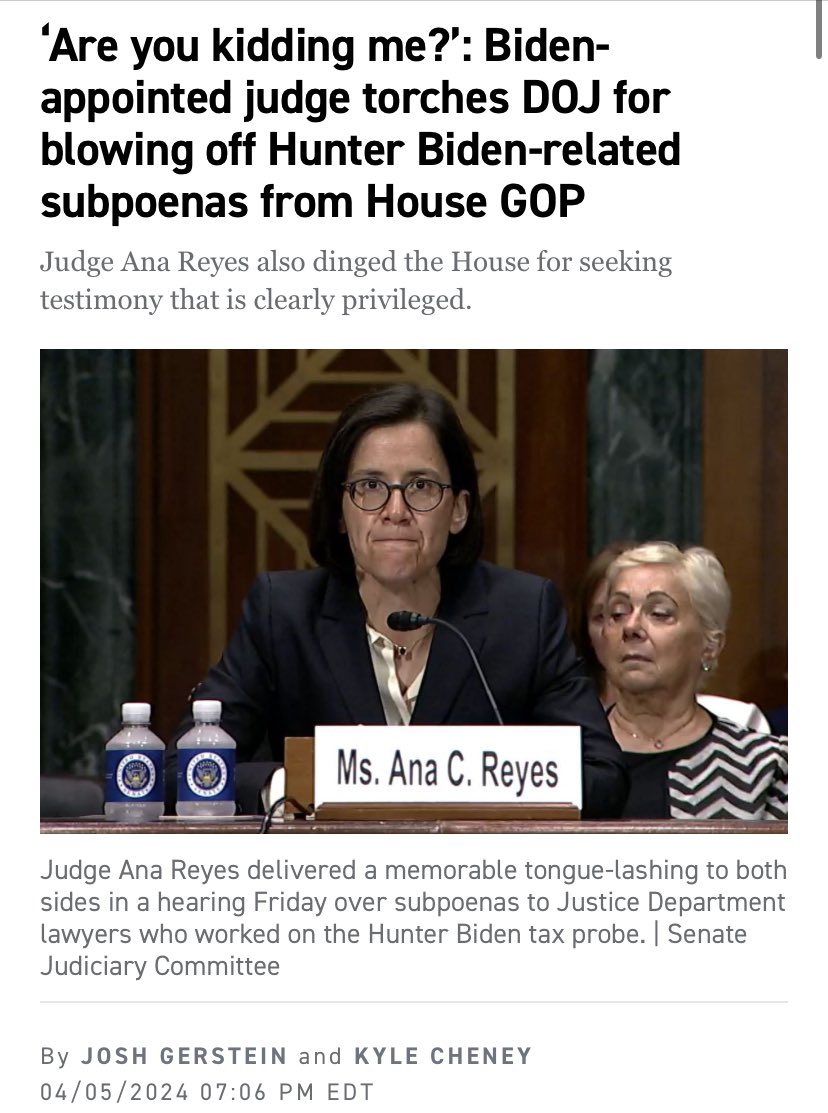 ‘Are you kidding me?’: Biden-
appointed judge torches DOJ for
blowing off Hunter Biden-related
subpoenas from House GOP
Judge Ana Reyes also dinged the House for seeking
testimony that is clearly privileged.
Ms. Ana C. Reyes
Judge Ana Reyes delivered a memorable tongue-lashing to both
sides in a hearing Friday over subpoenas to Justice Department
lawyers who worked on the Hunter Biden tax probe. | Senate
Judiciary Committee
By JOSH GERSTEIN and KYLE CHENEY
04/05/2024 07:06 PM EDT